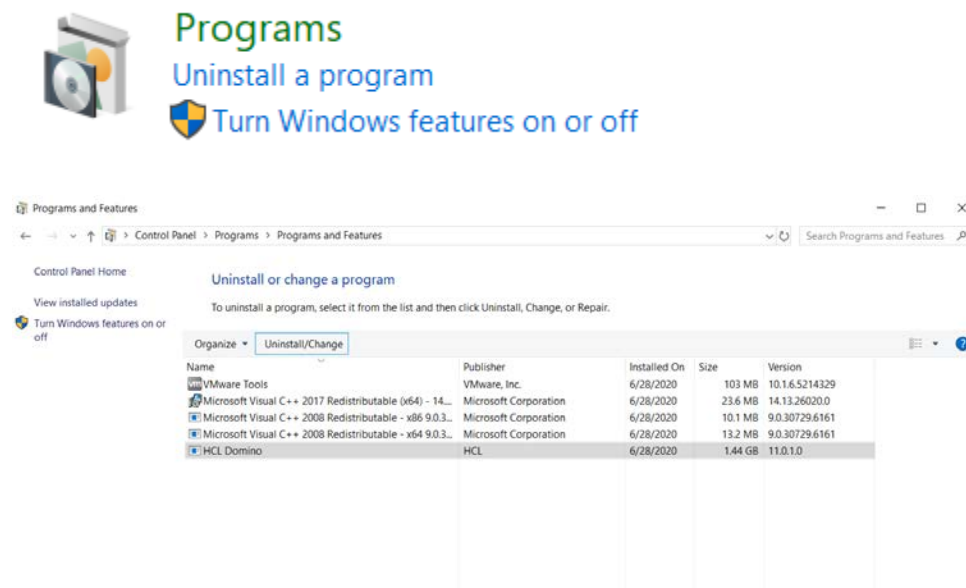 Programs
Uninstall a program
Turn Windows features on or off
Programs and Features
Control Panel > Programs > Programs and Features
Search Programs and Features
Control Panel Home
View installed updates
Turn Windows features on or
off
Uninstall or change a program
To uninstall a program, select it from the list and then click Uninstall, Change, or Repair.
Organize Uninstall/Change
Name Publisher Installed On Size Version
vm VMware Tools VMware, Inc. 6/28/2020 103 MB 10.1.6.5214329
Microsoft Visual C++ 2017 Redistributable (x64) - 14.... Microsoft Corporation 6/28/2020 23.6 MB 14.13.26020.0
Microsoft Visual C++ 2008 Redistributable - x86 9.0.3... Microsoft Corporation 6/28/2020 10.1 MB 9.0.30729.6161
Microsoft Visual C++ 2008 Redistributable - x64 9.0.3... Microsoft Corporation 6/28/2020 13.2 MB 9.0.30729.6161
HCL Domino HCL 6/28/2020 1.44 GB 11.0.1.0